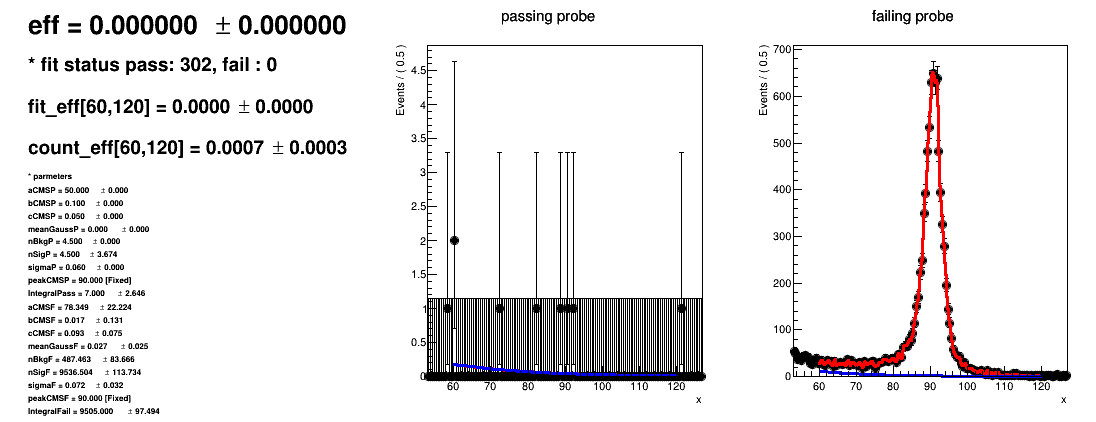 eff = 0.000000 ± 0.000000
* fit status pass: 302, fail : 0
fit_eff[60,120] = 0.0000 ± 0.0000
count_eff[60,120] = 0.0007 ± 0.0003
* parmeters
aCMSP = 50.000 ± 0.000
bCMSP = 0.100 ± 0.000
cCMSP = 0.050 ± 0.000
meanGaussP = 0.000 ± 0.000
nBkgP = 4.500 ± 0.000
nSigP = 4.500 ± 3.674
sigmaP = 0.060 ± 0.000
peakCMSP = 90.000 [Fixed]
IntegralPass = 7.000 ± 2.646
aCMSF = 78.349 ± 22.224
bCMSF = 0.017 ± 0.131
cCMSF = 0.093 ± 0.075
meanGaussF = 0.027 ± 0.025
nBkgF = 487.463 ± 83.666
nSigF = 9536.504 ± 113.734
sigmaF = 0.072 ± 0.032
peakCMSF = 90.000 [Fixed]
IntegralFail = 9505.000 ± 97.494
passing probe
Events / ( 0.5 )
4.5
4
3.5
3
2.5
2
1.5
1
0.5
0
60 70 80 90 100 110 120
x
failing probe
Events / ( 0.5 )
700
600
500
400
300
200
100
0
60 70 80 90 100 110 120
x